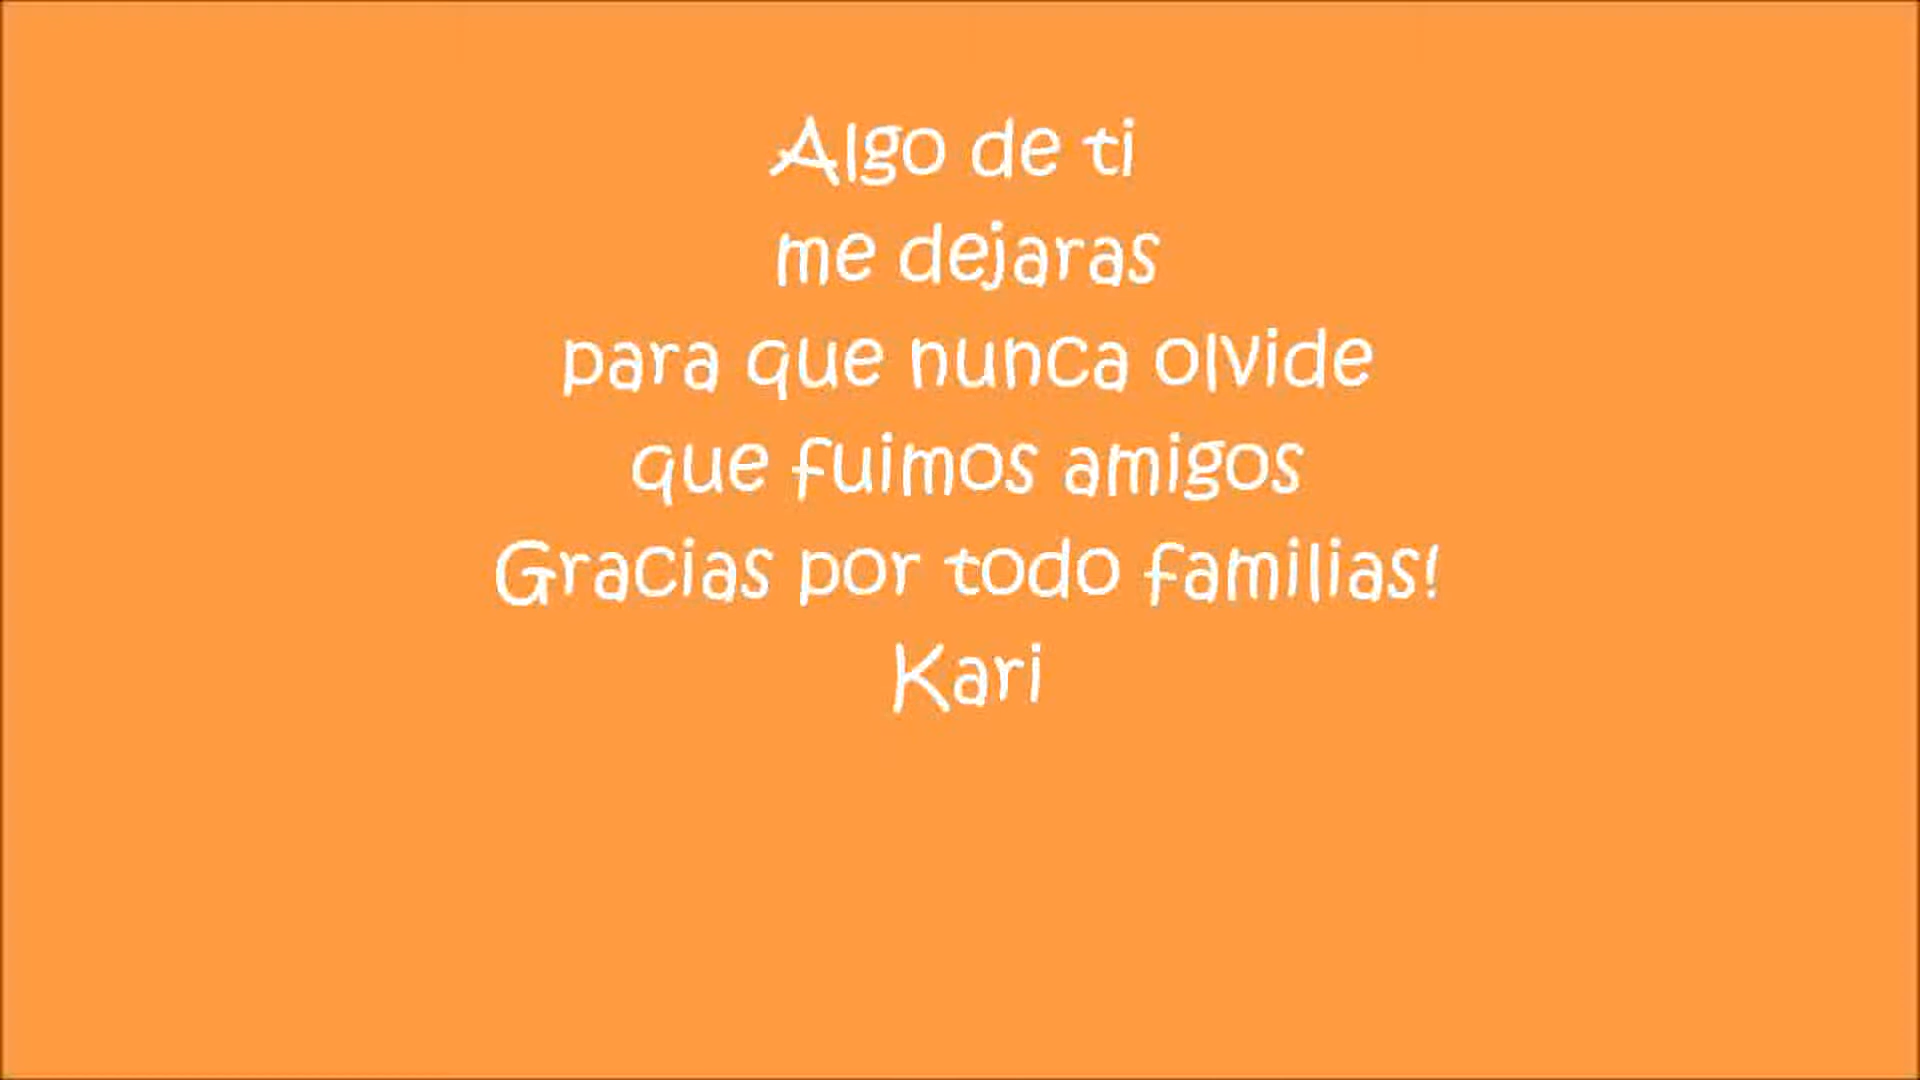 Algo de ti
me dejaras
para que nunca olvide
que fuimos amigos
Gracias por todo familias!
Kari